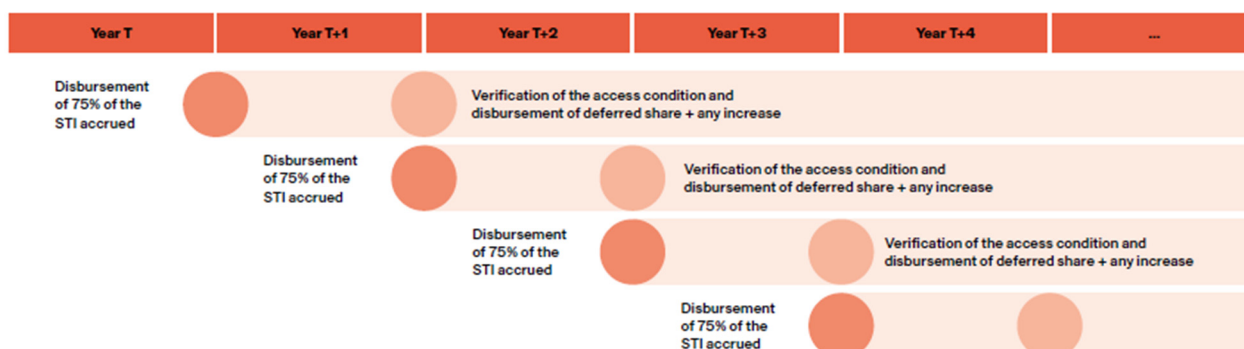 Year T
Year T+1
Year T+2
Year T+3
Year T+4
...
Disbursement
of 75% of the
STI accrued
Verification of the access condition and
disbursement of deferred share + any increase
Disbursement
of 75% of the
STI accrued
Verification of the access condition and
disbursement of deferred share + any increase
Disbursement
of 75% of the
STI accrued
Verification of the access condition and
disbursement of deferred share + any increase
Disbursement
of 75% of the
STI accrued